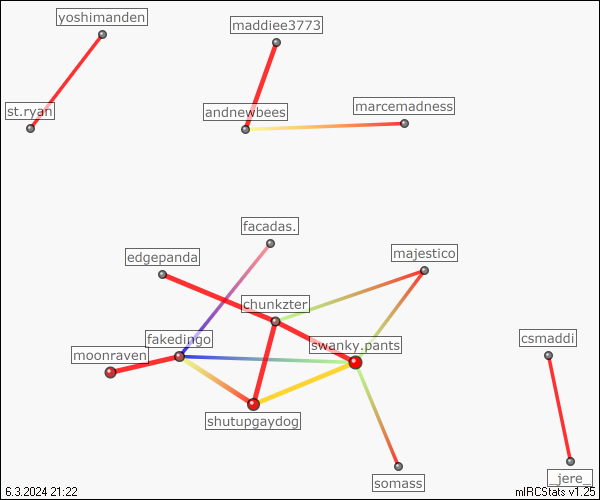 yoshimanden
maddiee3773
st.ryan
andnewbees
marcemadness
facadas.
edgepanda
majestico
chunkzter
fakedingo
swanky.pants
csmaddi
moonraven
shutupgaydog
somass
_jere_
6.3.2024 21:22
mIRCStats v1.25